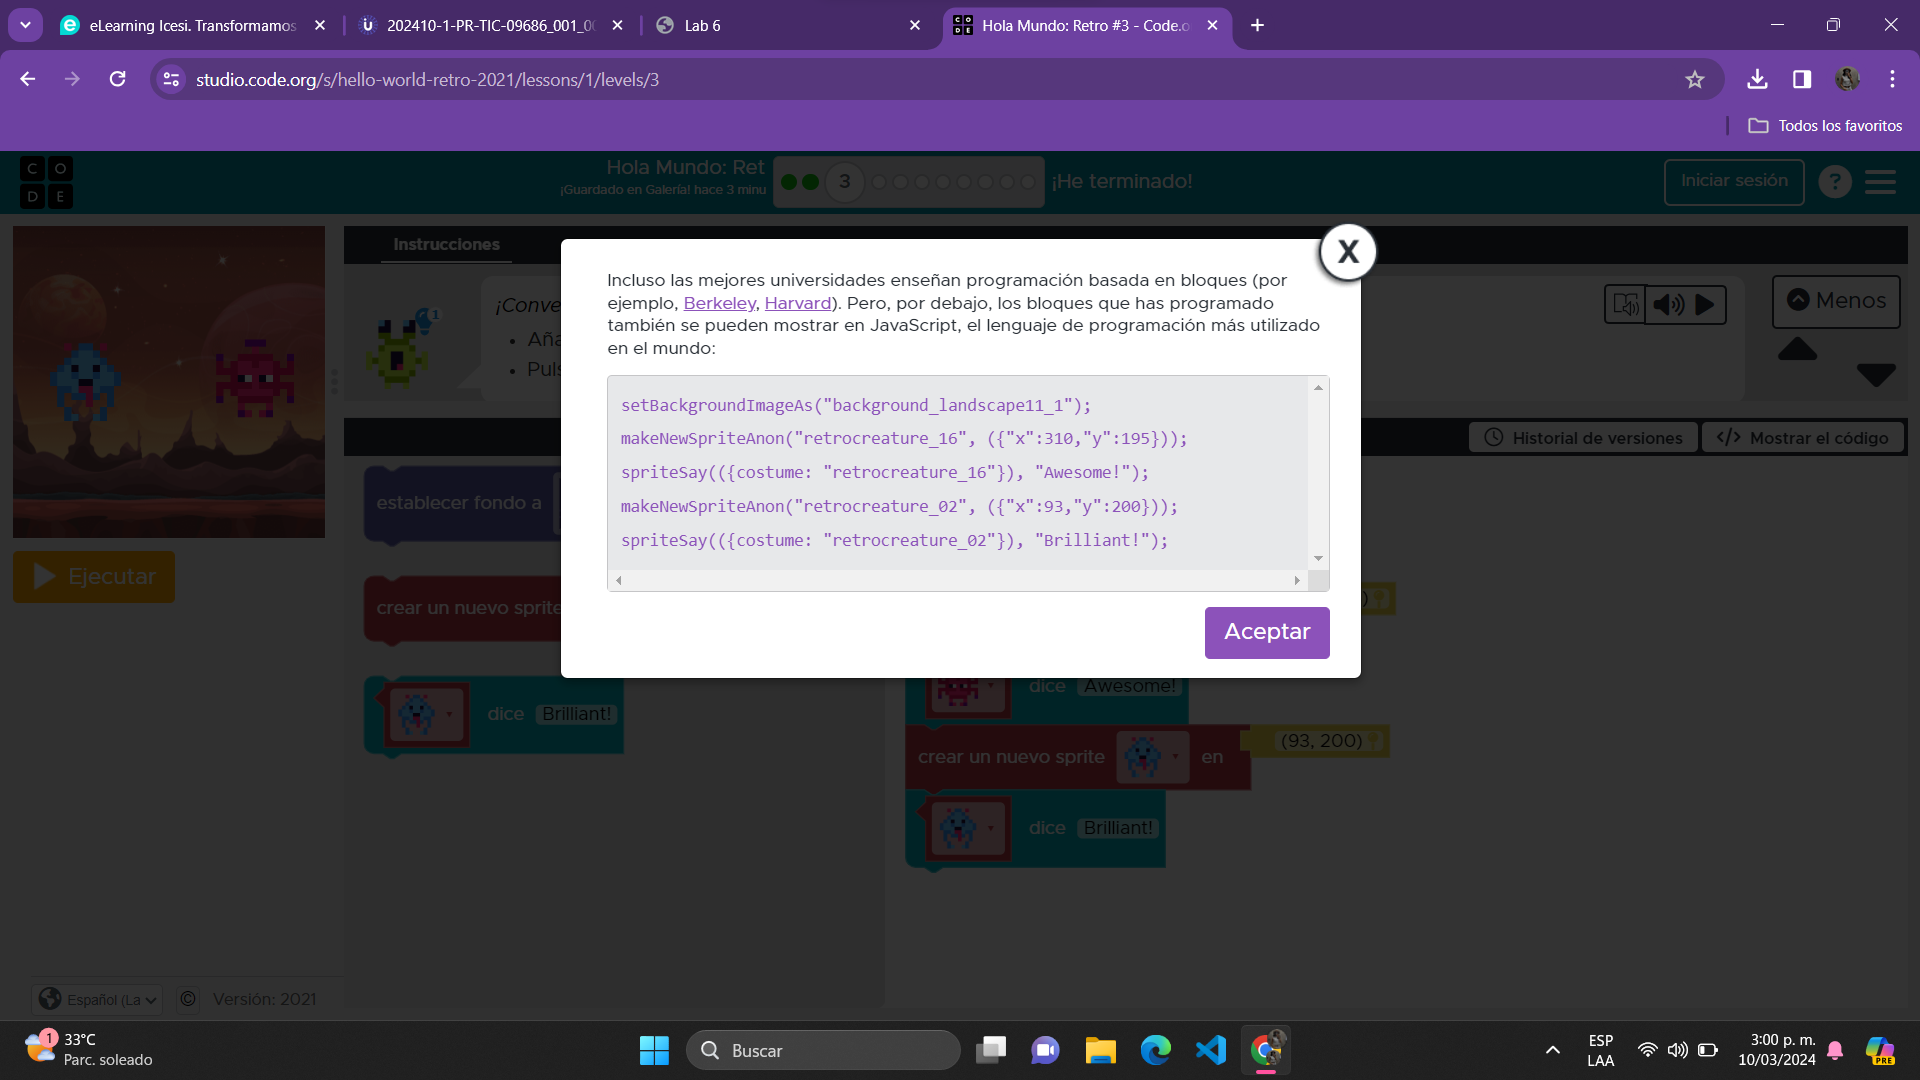 eLearning Icesi. Transformamos
202410-1-PR-TIC-09686_001_0
Lab 6
Hola Mundo: Retro #3 - Code.o
studio.code.org/s/hello-world-retro-2021/lessons/1/levels/3
Todos los favoritos
C O
D E
Hola Mundo: Ret
¡Guardado en Galería! hace 3 minu
3
¡He terminado!
Iniciar sesión
?
Instrucciones
X
1
¡Conve
Aña
Puls
Menos
Incluso las mejores universidades enseñan programación basada en bloques (por
ejemplo, Berkeley, Harvard). Pero, por debajo, los bloques que has programado
también se pueden mostrar en JavaScript, el lenguaje de programación más utilizado
en el mundo:
setBackgroundImageAs("background_landscape11_1");
makeNewSpriteAnon("retrocreature_16", ({"x":310,"y":195}));
spriteSay(({costume: "retrocreature_16"}), "Awesome!");
makeNewSpriteAnon("retrocreature_02", ({"x":93,"y":200}));
spriteSay(({costume: "retrocreature_02"}), "Brilliant!");
Aceptar
Historial de versiones
</> Mostrar el código
establecer fondo a
Ejecutar
crear un nuevo sprite
)
dice Brilliant!
dice Awesome!
crear un nuevo sprite en (93, 200)
dice Brilliant!
Español (La
© Versión: 2021
1
33°C
Parc. soleado
Buscar
ESP
LAA
3:00 p. m.
10/03/2024
PRE